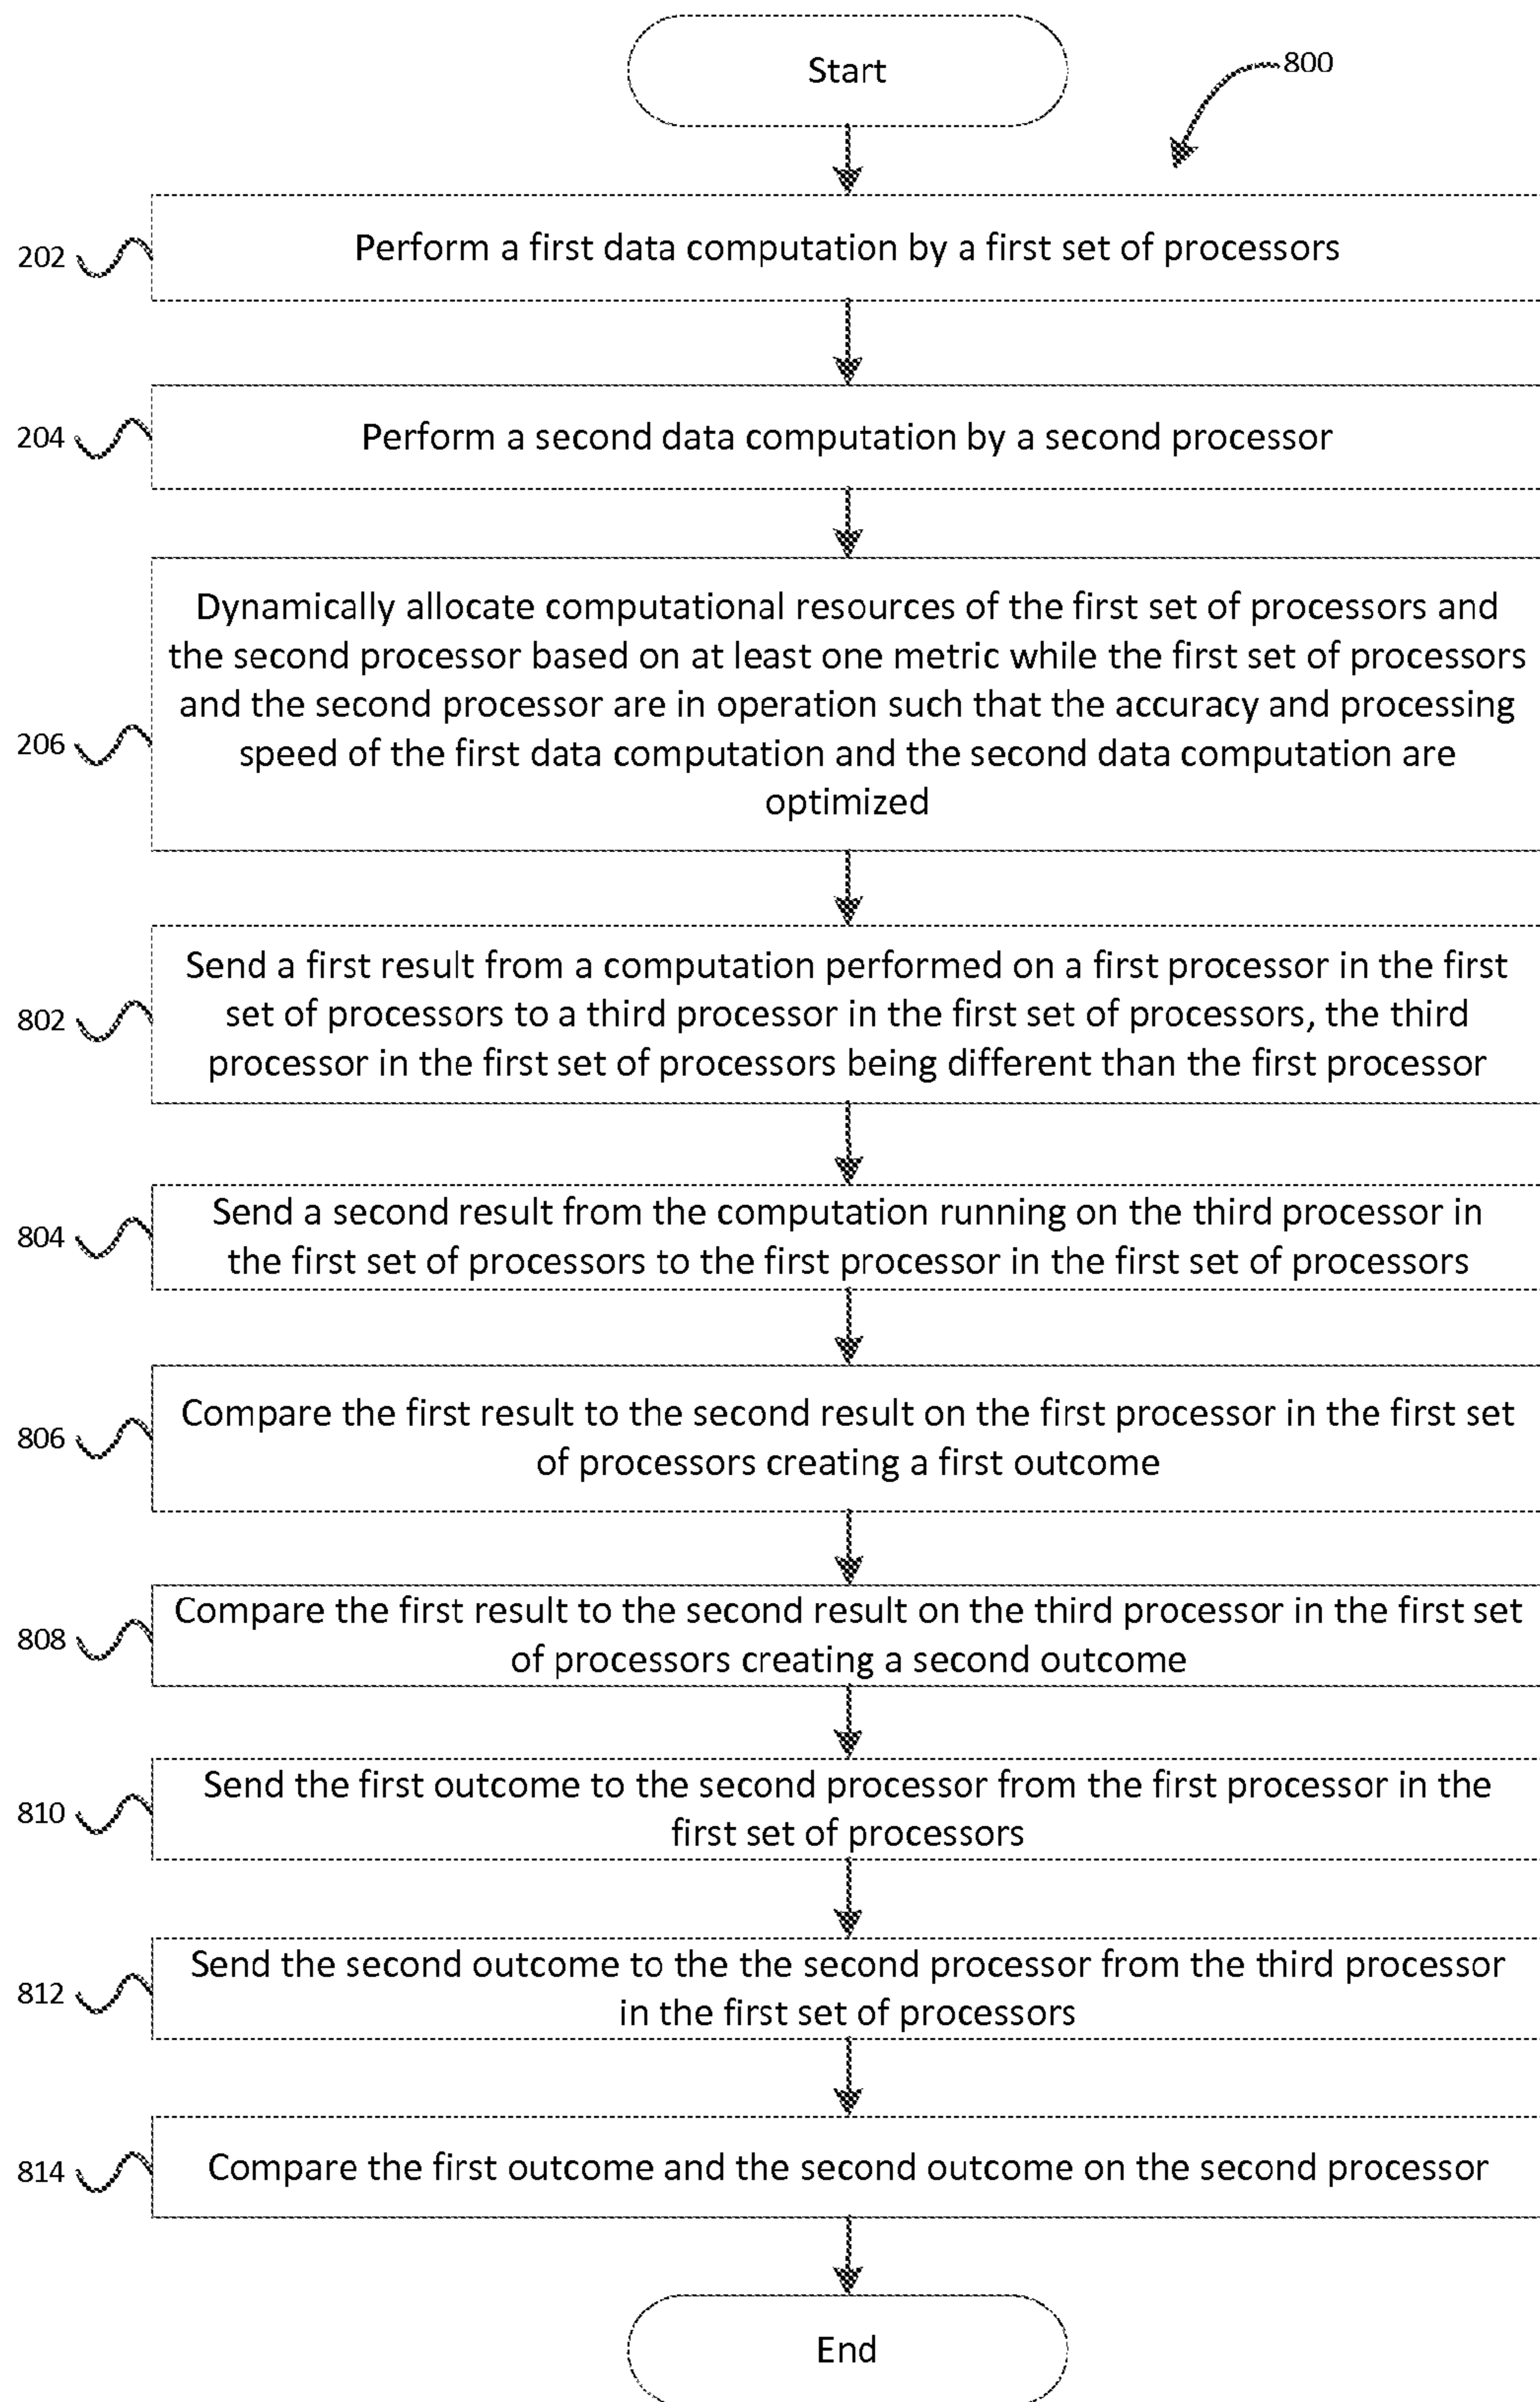 Start
800
202
Perform a first data computation by a first set of processors
204
Perform a second data computation by a second processor
206
Dynamically allocate computational resources of the first set of processors and
the second processor based on at least one metric while the first set of processors
and the second processor are in operation such that the accuracy and processing
speed of the first data computation and the second data computation are
optimized
802
Send a first result from a computation performed on a first processor in the first
set of processors to a third processor in the first set of processors, the third
processor in the first set of processors being different than the first processor
804
Send a second result from the computation running on the third processor in
the first set of processors to the first processor in the first set of processors
806
Compare the first result to the second result on the first processor in the first set
of processors creating a first outcome
808
Compare the first result to the second result on the third processor in the first set
of processors creating a second outcome
810
Send the first outcome to the second processor from the first processor in the
first set of processors
812
Send the second outcome to the the second processor from the third processor
in the first set of processors
814
Compare the first outcome and the second outcome on the second processor
End